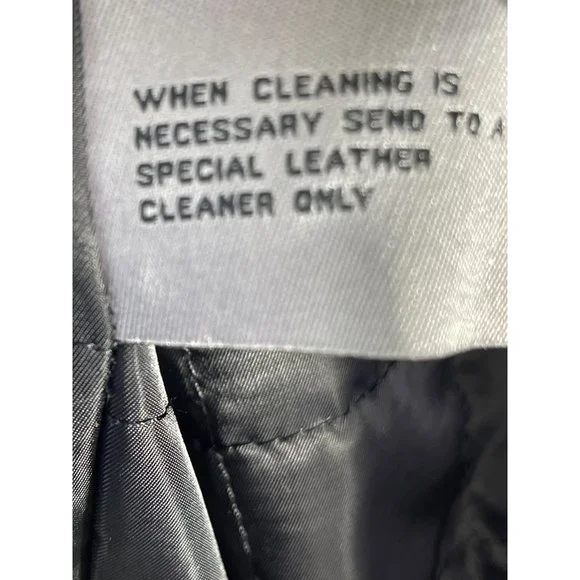 WHEN CLEANING IS
NECESSARY SEND TO A
SPECIAL LEATHER
CLEANER ONLY